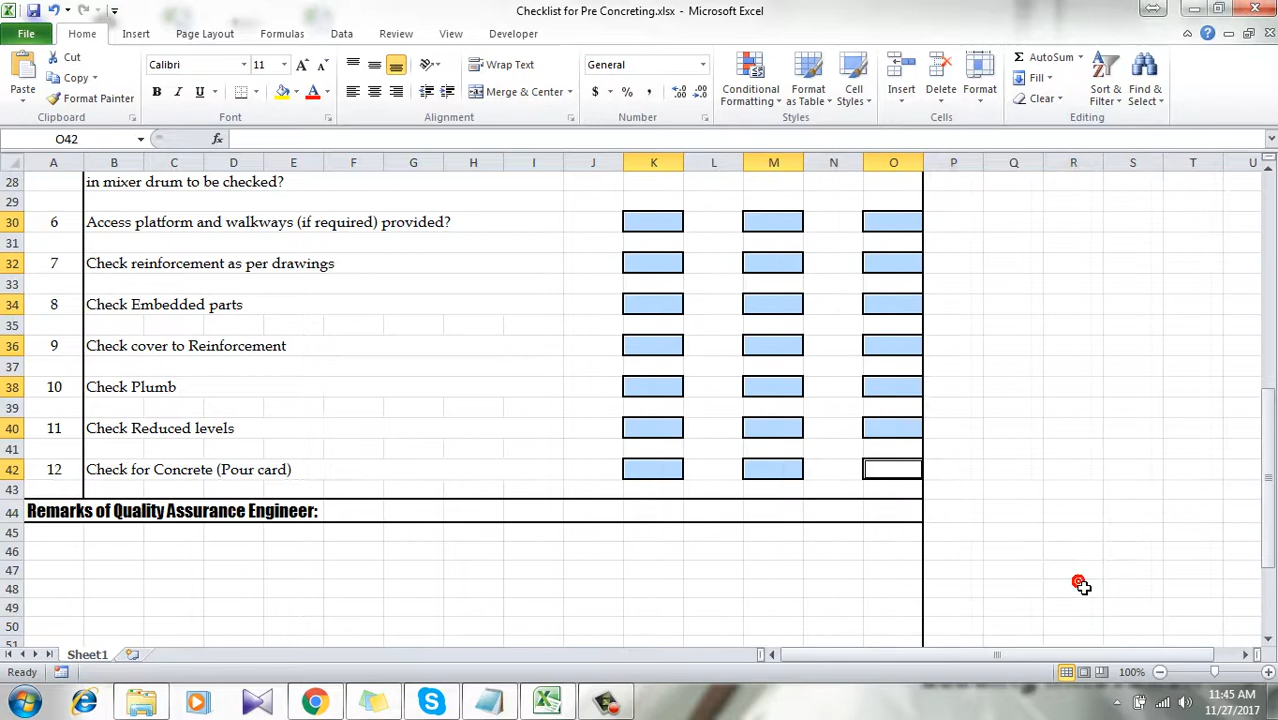 Checklist for Pre Concreting.xlsx - Microsoft Excel
File Home Insert Page Layout Formulas Data Review View Developer
Paste Cut Copy Format Painter Clipboard
Calibri 11 B I U A A A Font
Wrap Text Merge & Center Alignment
General $ % , Number
Conditional Formatting Format as Table Cell Styles Styles
Insert Delete Format Cells
Σ AutoSum Fill Clear Sort & Filter Find & Select Editing
O42 fx
A B C D E F G H I J K L M N O P Q R S T U
28 in mixer drum to be checked?
29
30 6 Access platform and walkways (if required) provided?
31
32 7 Check reinforcement as per drawings
33
34 8 Check Embedded parts
35
36 9 Check cover to Reinforcement
37
38 10 Check Plumb
39
40 11 Check Reduced levels
41
42 12 Check for Concrete (Pour card)
43
44 Remarks of Quality Assurance Engineer:
45
46
47
48
49
50
51
Sheet1
Ready 100%
11:45 AM
11/27/2017